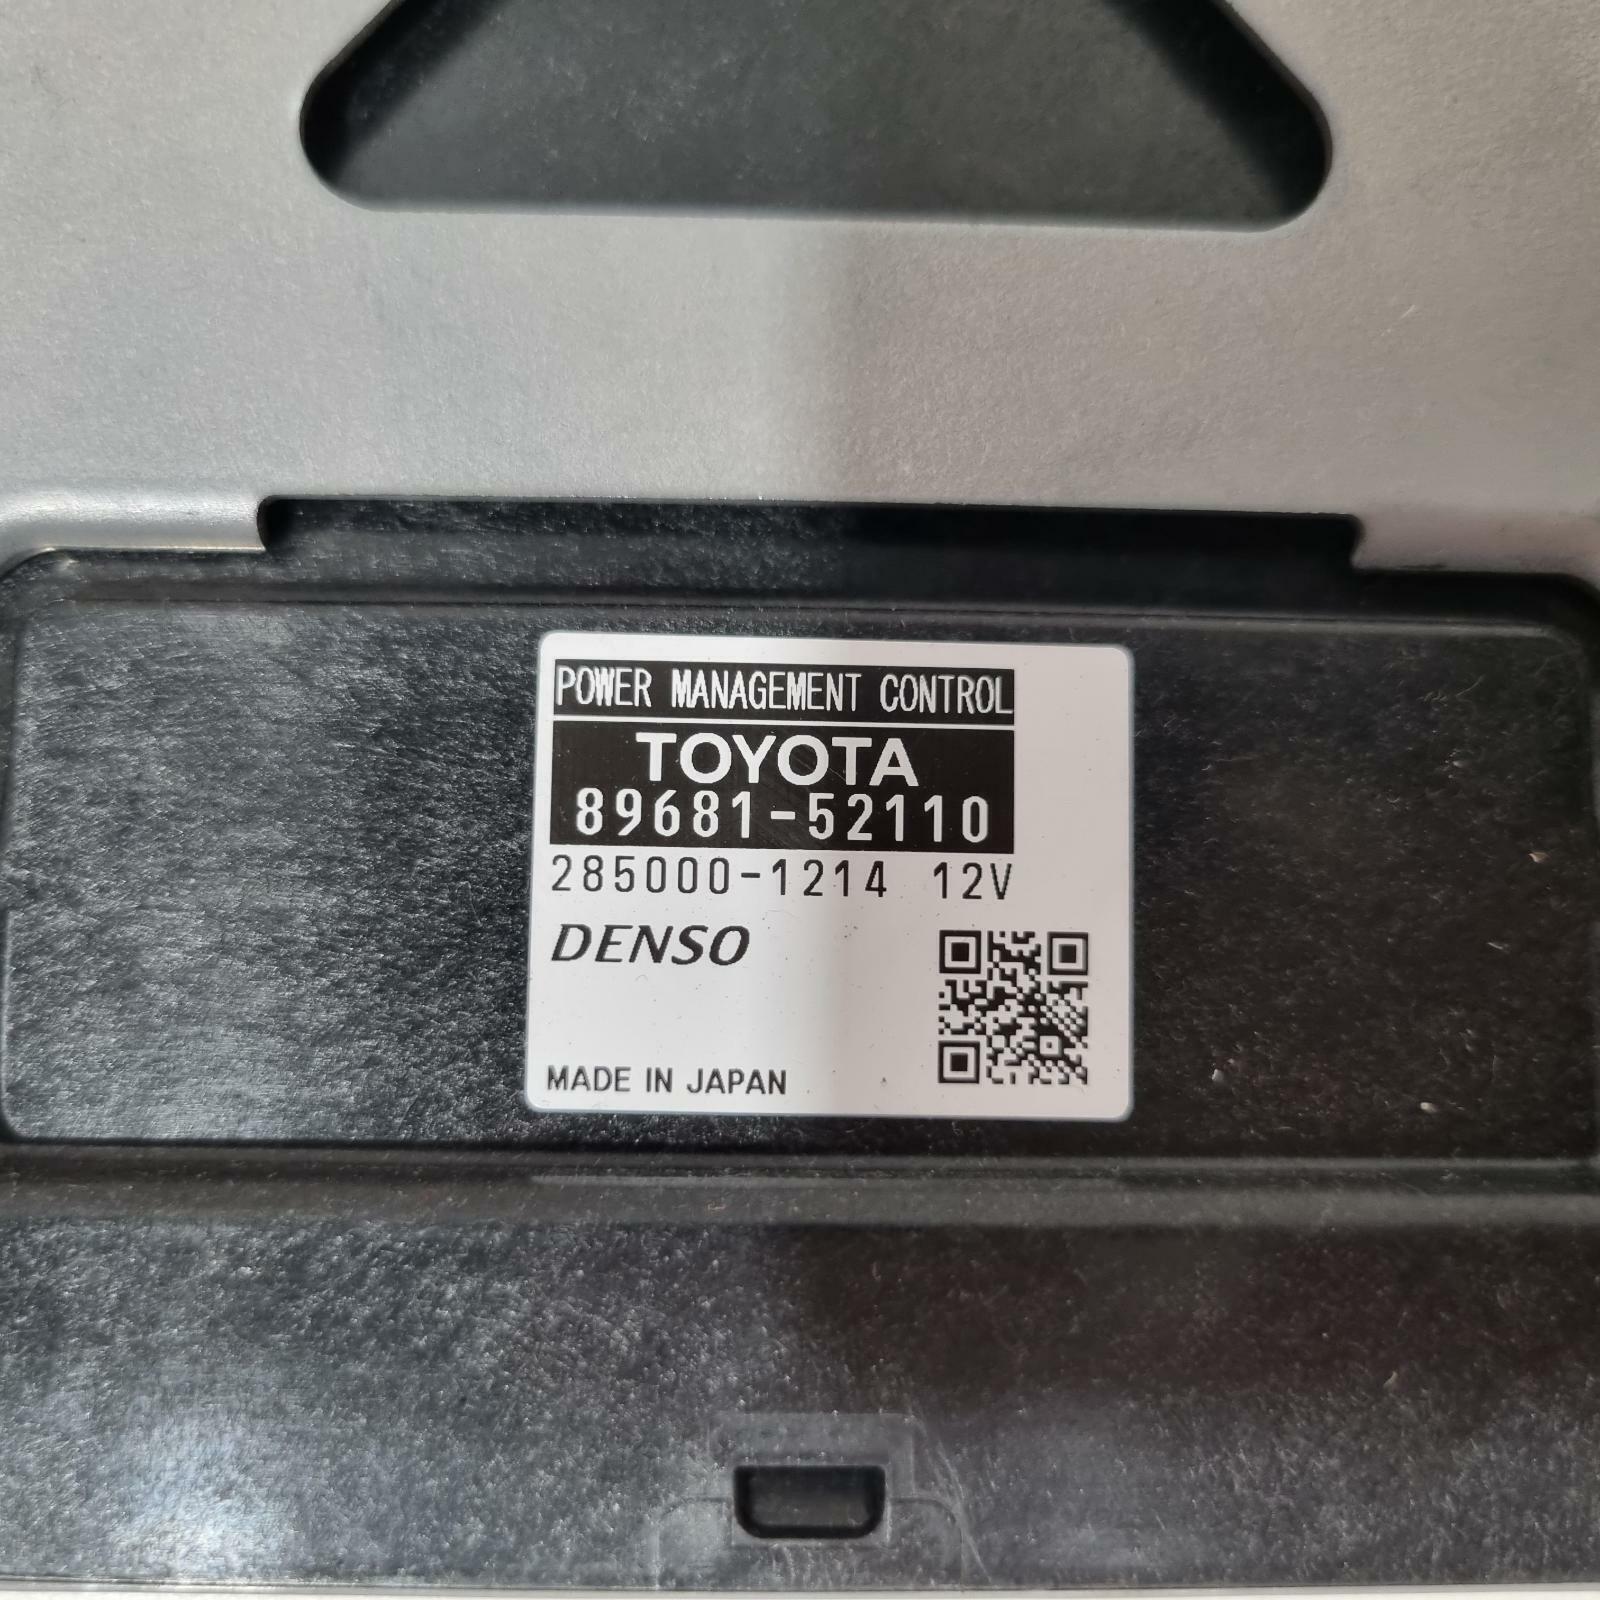 POWER MANAGEMENT CONTROL
TOYOTA
89681-52110
285000-1214 12V
DENSO
MADE IN JAPAN